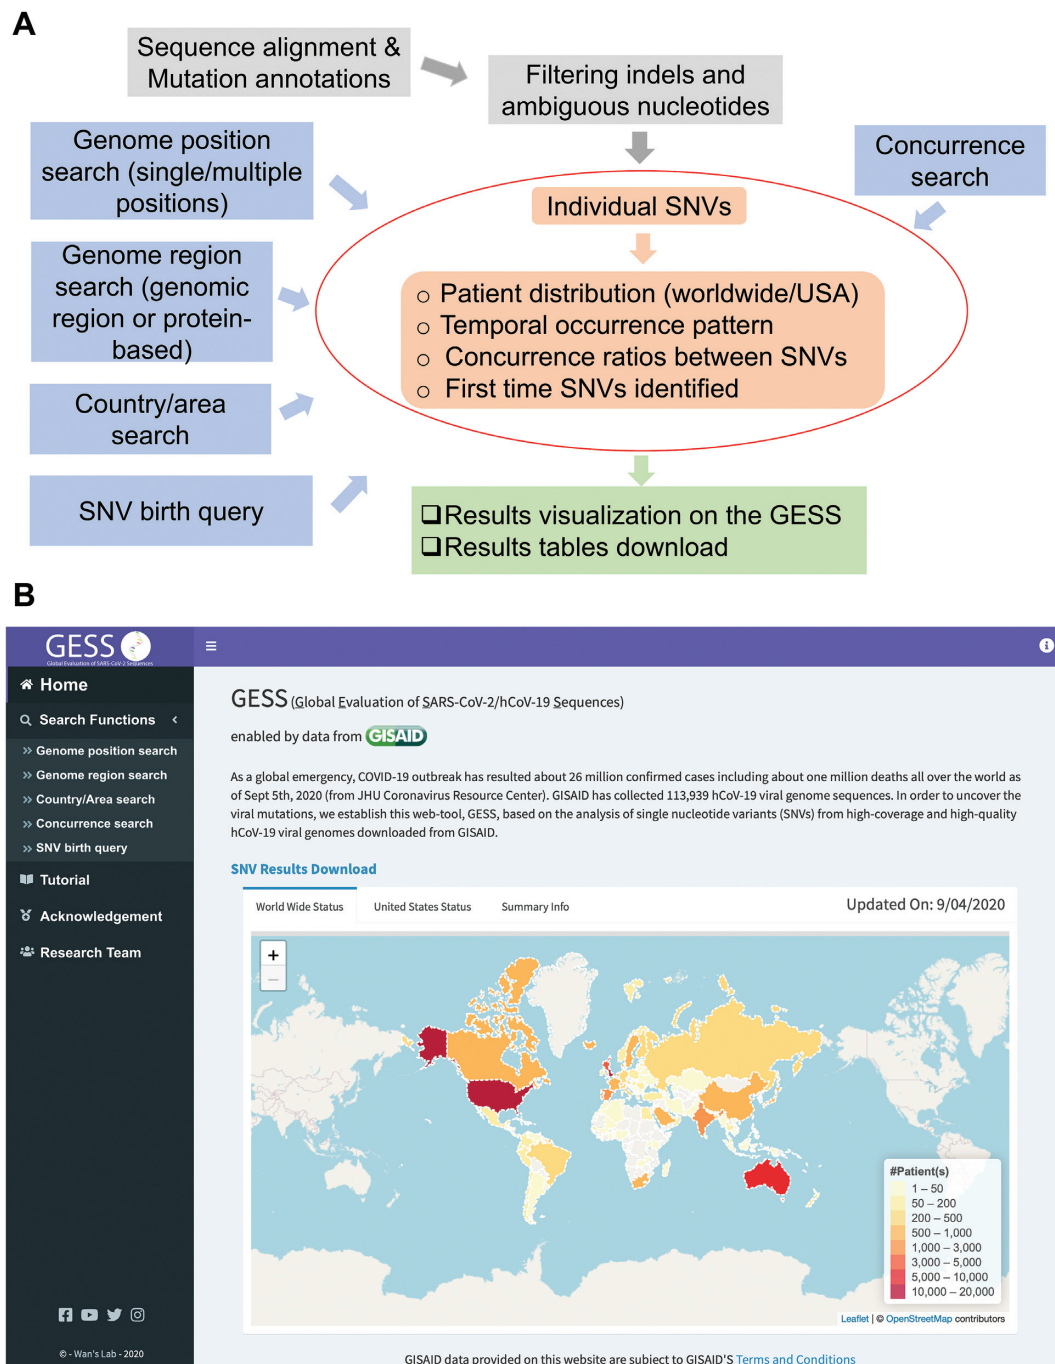 A
Sequence alignment &
Mutation annotations
Filtering indels and
ambiguous nucleotides
Genome position
search (single/multiple
positions)
Concurrence
search
Individual SNVs
Genome region
search (genomic
region or protein-
based)
○ Patient distribution (worldwide/USA)
○ Temporal occurrence pattern
○ Concurrence ratios between SNVs
○ First time SNVs identified
Country/area
search
SNV birth query
❑Results visualization on the GESS
❑Results tables download
B
GESS
Global Evaluation of SARS-CoV-2 Sequences
Home
Search Functions
Genome position search
Genome region search
Country/Area search
Concurrence search
SNV birth query
Tutorial
Acknowledgement
Research Team
© - Wan's Lab - 2020
GESS (Global Evaluation of SARS-CoV-2/hCoV-19 Sequences)
enabled by data from GISAID
As a global emergency, COVID-19 outbreak has resulted about 26 million confirmed cases including about one million deaths all over the world as
of Sept 5th, 2020 (from JHU Coronavirus Resource Center). GISAID has collected 113,939 hCoV-19 viral genome sequences. In order to uncover the
viral mutations, we establish this web-tool, GESS, based on the analysis of single nucleotide variants (SNVs) from high-coverage and high-quality
hCoV-19 viral genomes downloaded from GISAID.
SNV Results Download
World Wide Status United States Status Summary Info Updated On: 9/04/2020
+
−
#Patient(s)
1 – 50
50 – 200
200 – 500
500 – 1,000
1,000 – 3,000
3,000 – 5,000
5,000 – 10,000
10,000 – 20,000
Leaflet | © OpenStreetMap contributors
GISAID data provided on this website are subject to GISAID'S Terms and Conditions